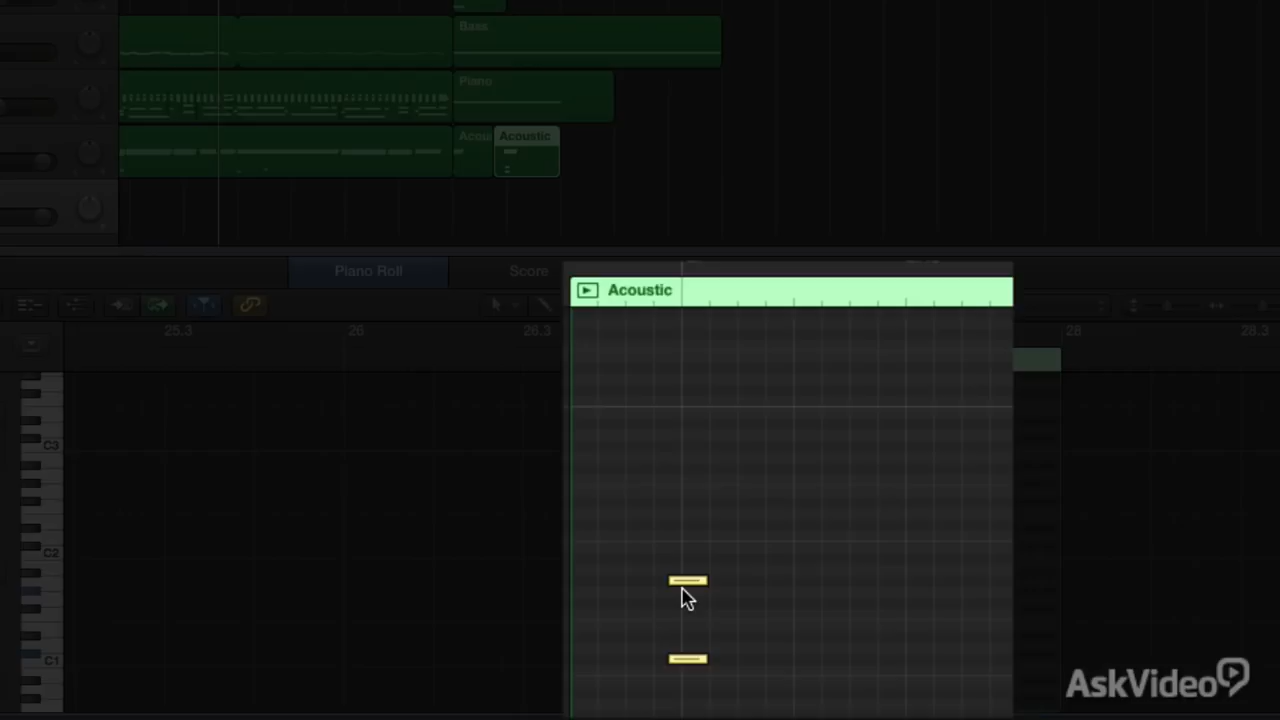 Bass
Piano
Acou Acoustic
Piano Roll Score
Acoustic
25.3 26 26.3 28 28.3
C3
C2
C1
AskVideo